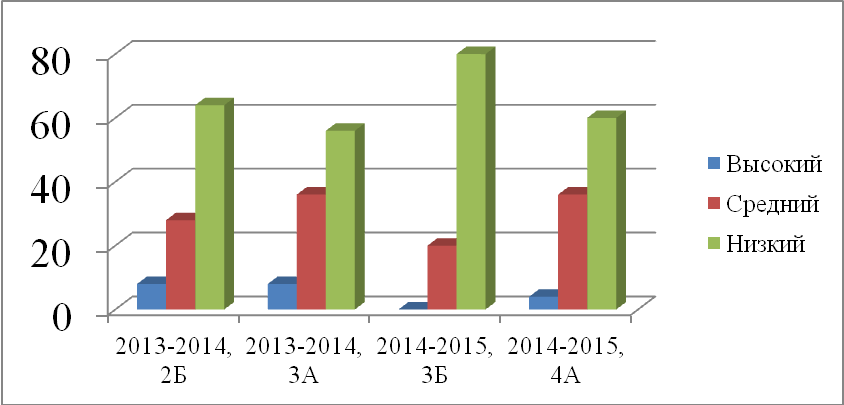 80
60
40
20
0
2013-2014,
2Б
2013-2014,
3А
2014-2015,
3Б
2014-2015,
4А
Высокий
Средний
Низкий